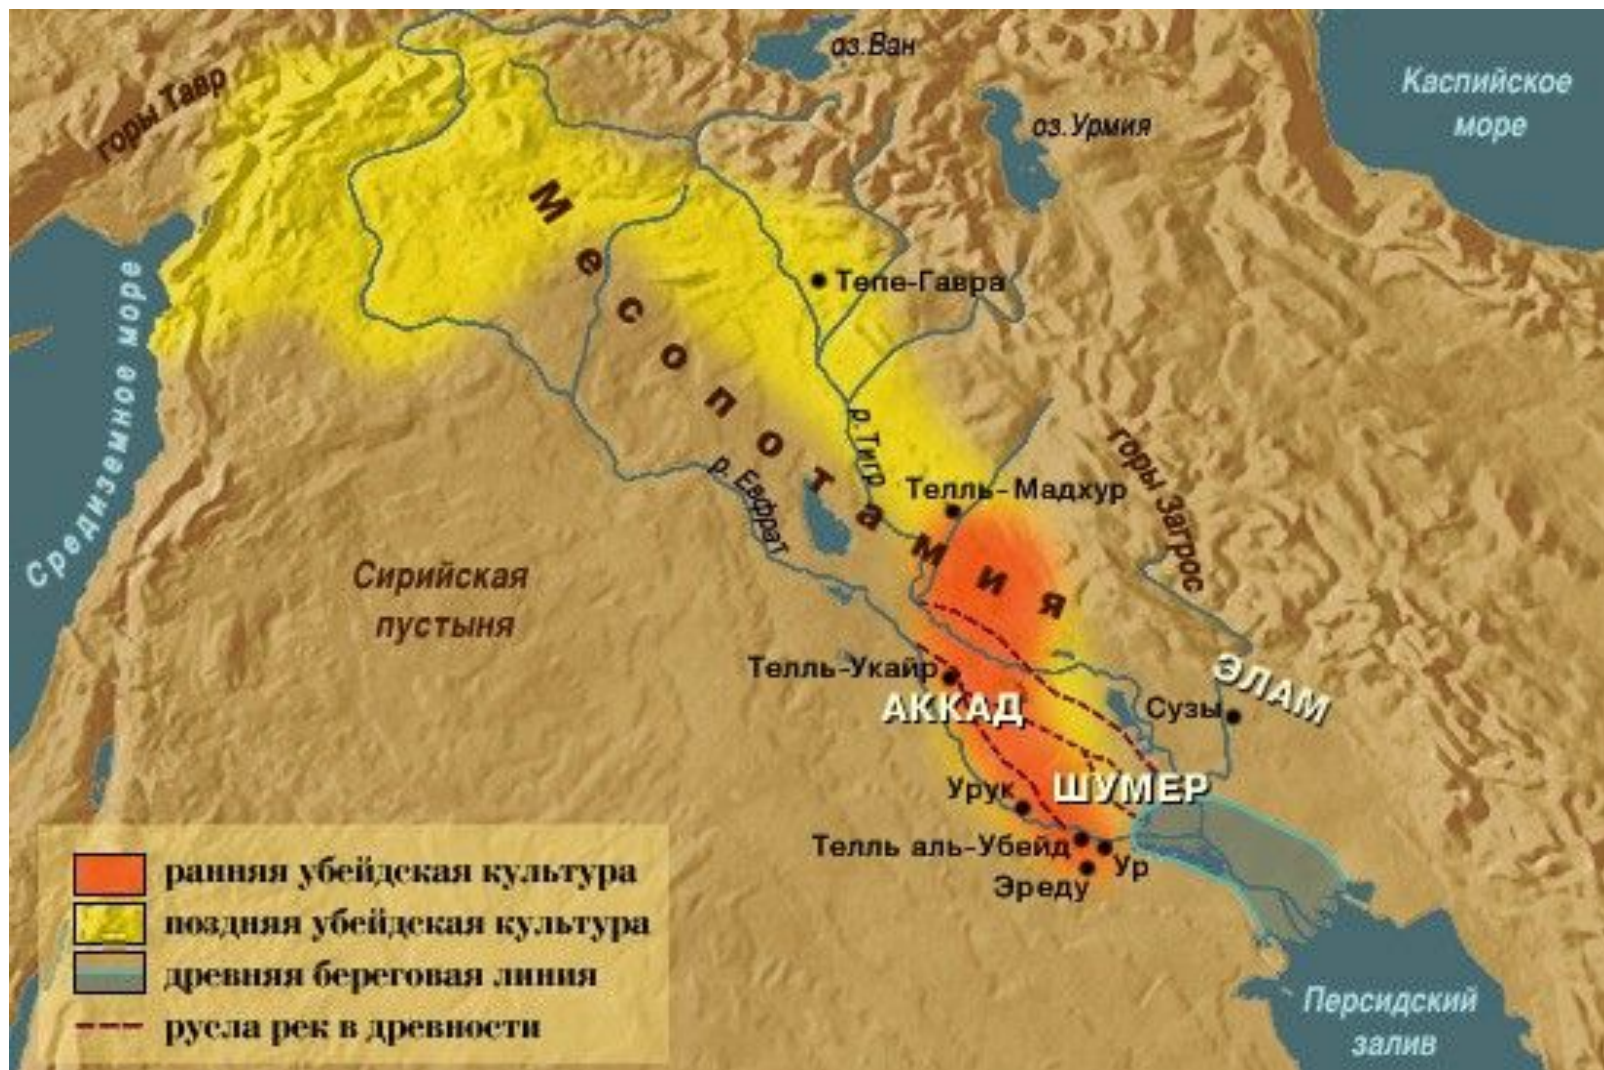 оз.Ван
Каспийское
море
горы Тавр
оз.Урмия
Месопотамия
Тепе-Гавра
Средиземное море
р.Тигр
горы Загрос
р. Евфрат
Телль-Мадхур
Сирийская
пустыня
Телль-Укайр
ЭЛАМ
АККАД
Сузы
Урук
ШУМЕР
Телль аль-Убейд
Ур
Эреду
ранняя убейдская культура
поздняя убейдская культура
древняя береговая линия
русла рек в древности
Персидский
залив